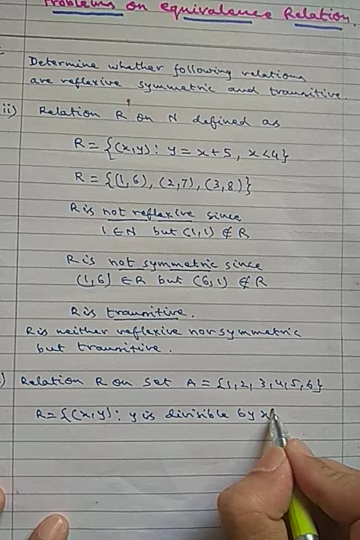 Problems on equivalence Relation.
Determine whether following relations
are reflexive symmetric and transitive.
ii) Relation R on N defined as
R = {(x,y): y = x+5, x<4}
R = {(1,6), (2,7), (3,8)}
R is not reflexive since
1 ∈ N but (1,1) ∉ R
R is not symmetric since
(1,6) ∈ R but (6,1) ∉ R
R is transitive.
R is neither reflexive nor symmetric
but transitive.
) Relation R on set A = {1,2,3,4,5,6}
R = {(x,y): y is divisible by x